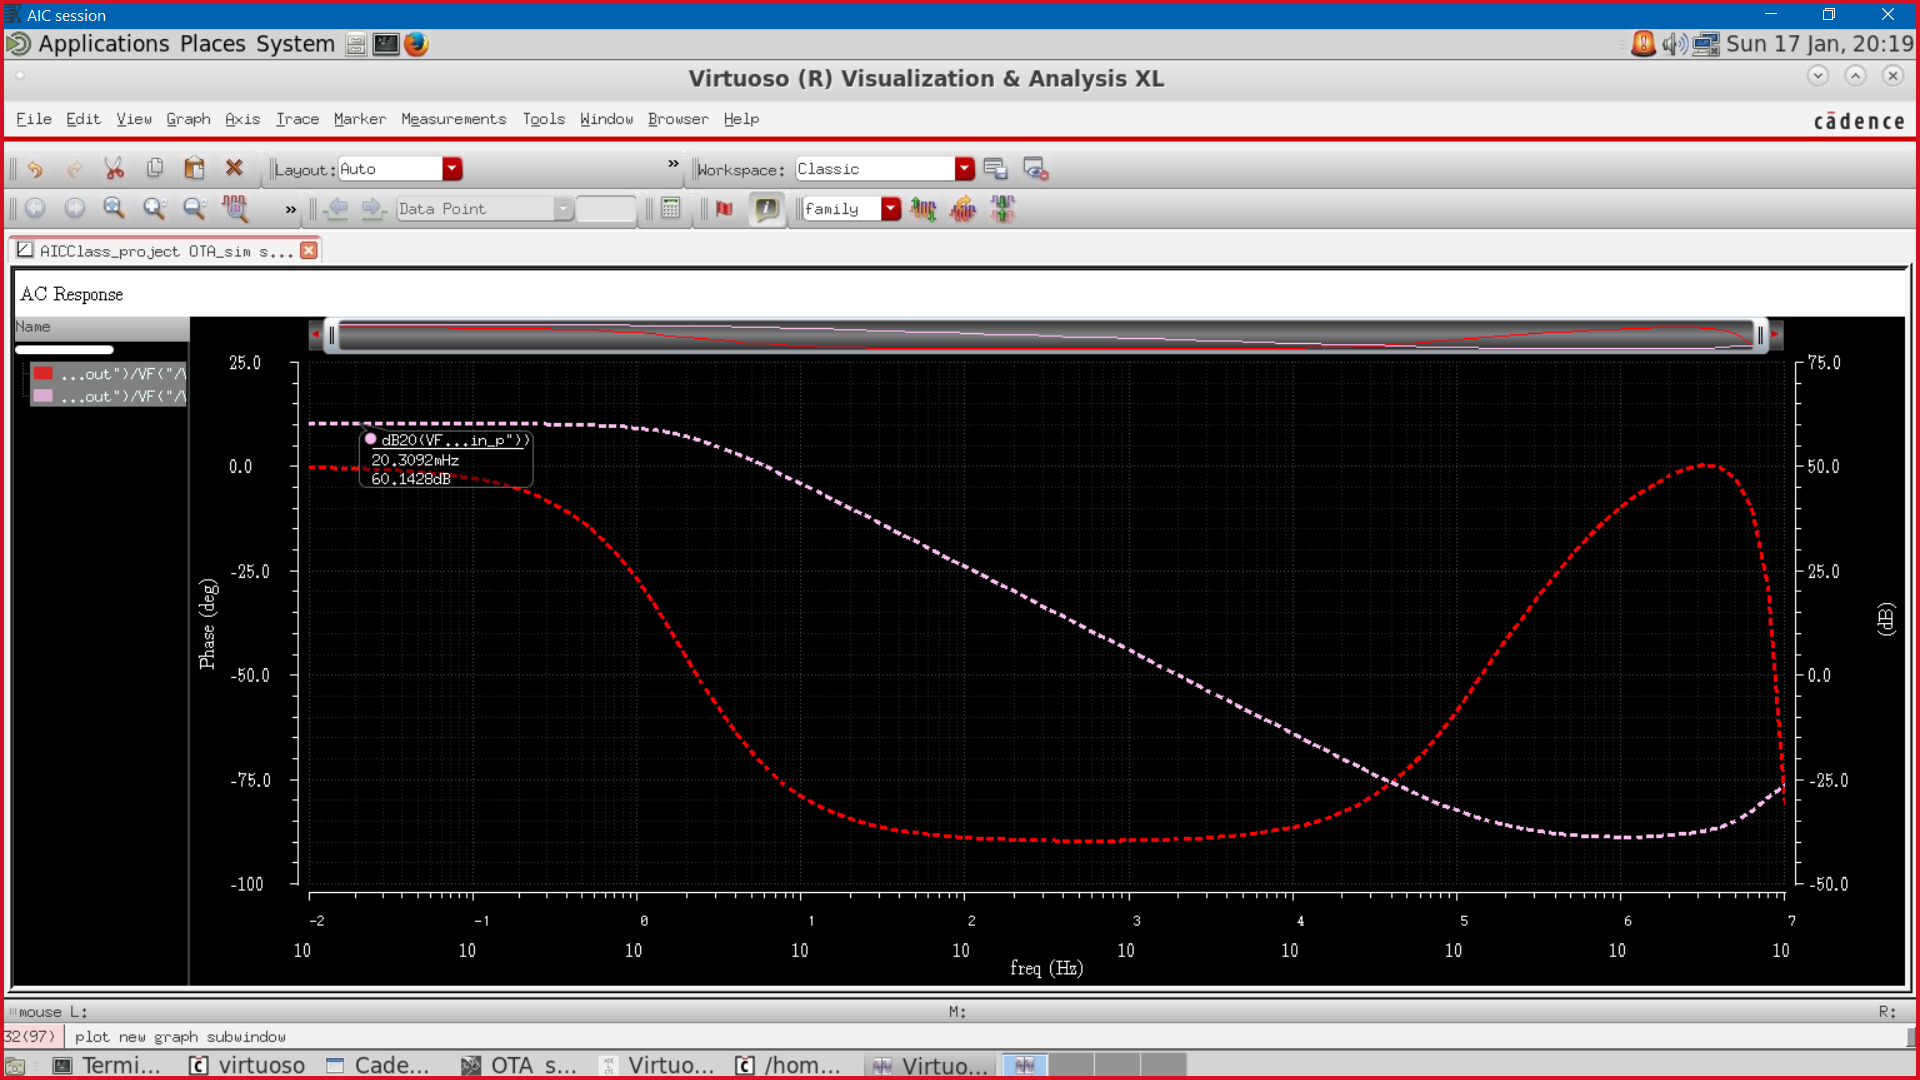 AIC session
Applications Places System
Sun 17 Jan, 20:19
Virtuoso (R) Visualization & Analysis XL
File Edit View Graph Axis Trace Marker Measurements Tools Window Browser Help
cādence
Layout: Auto
» Workspace: Classic
» Data Point
family
AICClass_project OTA_sim s...
AC Response
Name
...out")/VF("/
...out")/VF("/
25.0
0.0
-25.0
-50.0
-75.0
-100
Phase (deg)
dB20(VF...in_p"))
20.3092mHz
60.1428dB
75.0
50.0
25.0
0.0
-25.0
-50.0
(dB)
-2 -1 0 1 2 3 4 5 6 7
10 10 10 10 10 10 10 10 10 10
freq (Hz)
mouse L: M: R:
32(97) plot new graph subwindow
Termi... virtuoso Cade... OTA s... Virtuo... /hom... Virtuo...